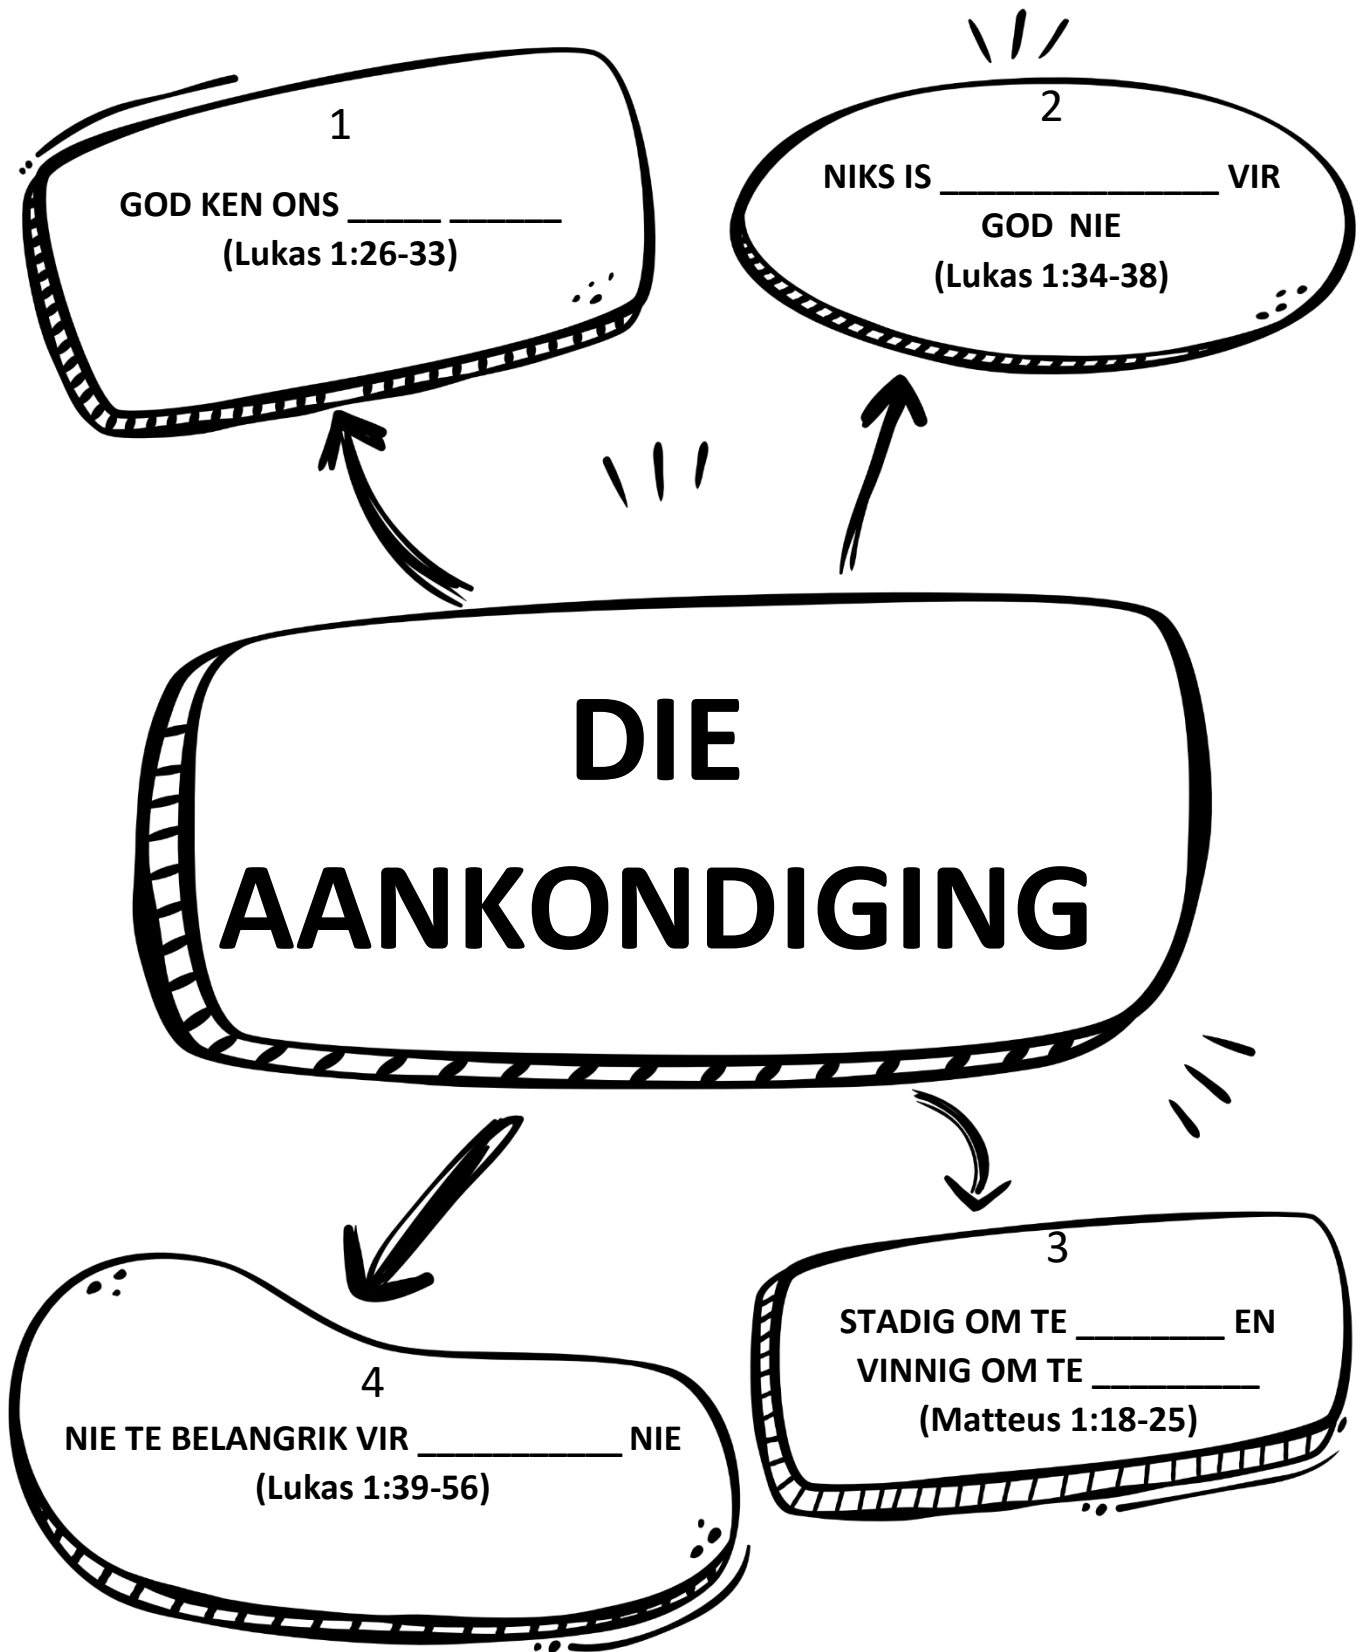 1
GOD KEN ONS _____ ______
(Lukas 1:26-33)
2
NIKS IS _______________ VIR
GOD NIE
(Lukas 1:34-38)
DIE
AANKONDIGING
3
STADIG OM TE ________ EN
VINNIG OM TE _________
(Matteus 1:18-25)
4
NIE TE BELANGRIK VIR ___________ NIE
(Lukas 1:39-56)